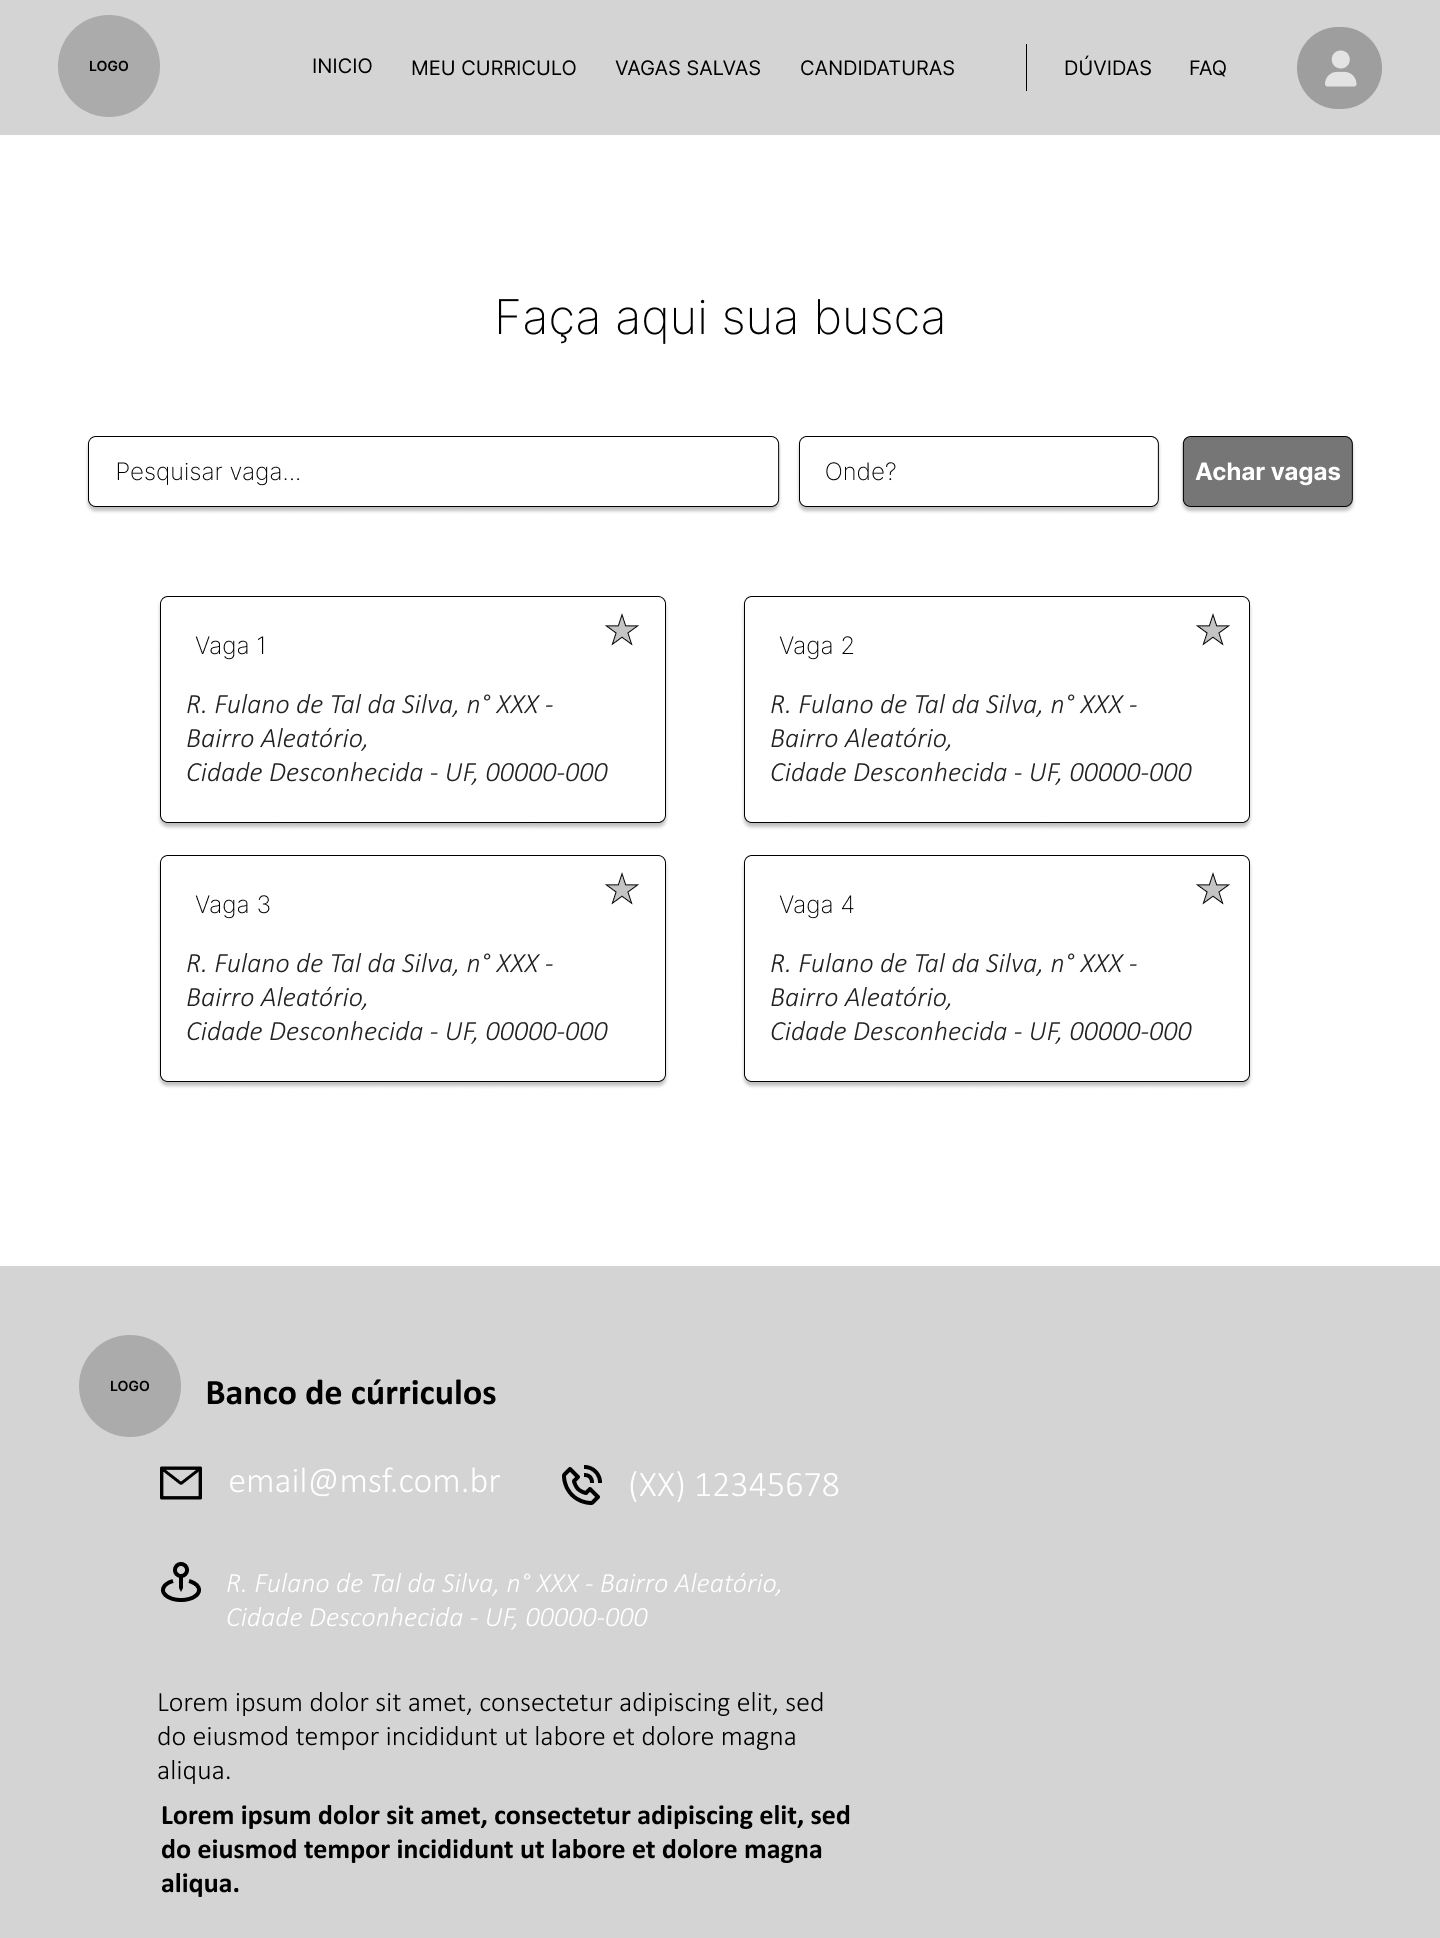 LOGO
INICIO
MEU CURRICULO
VAGAS SALVAS
CANDIDATURAS
DÚVIDAS
FAQ
Faça aqui sua busca
Pesquisar vaga...
Onde?
Achar vagas
Vaga 1
R. Fulano de Tal da Silva, n° XXX -
Bairro Aleatório,
Cidade Desconhecida - UF, 00000-000
Vaga 2
R. Fulano de Tal da Silva, n° XXX -
Bairro Aleatório,
Cidade Desconhecida - UF, 00000-000
Vaga 3
R. Fulano de Tal da Silva, n° XXX -
Bairro Aleatório,
Cidade Desconhecida - UF, 00000-000
Vaga 4
R. Fulano de Tal da Silva, n° XXX -
Bairro Aleatório,
Cidade Desconhecida - UF, 00000-000
LOGO
Banco de cúrriculos
email@msf.com.br
(XX) 12345678
R. Fulano de Tal da Silva, n° XXX - Bairro Aleatório,
Cidade Desconhecida - UF, 00000-000
Lorem ipsum dolor sit amet, consectetur adipiscing elit, sed
do eiusmod tempor incididunt ut labore et dolore magna
aliqua.
Lorem ipsum dolor sit amet, consectetur adipiscing elit, sed
do eiusmod tempor incididunt ut labore et dolore magna
aliqua.